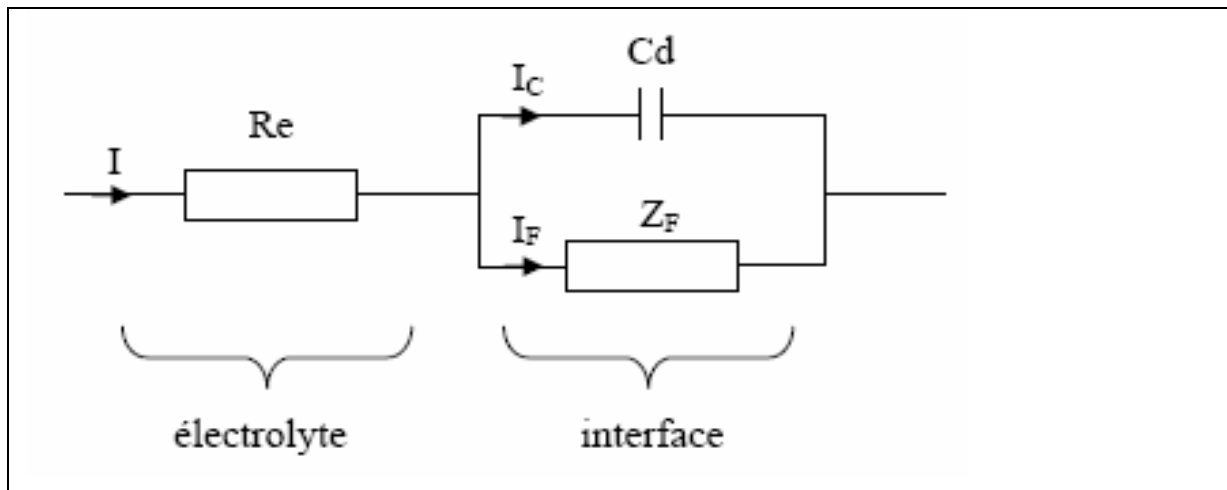 Cd
I_C
Re
I
Z_F
I_F
électrolyte
interface